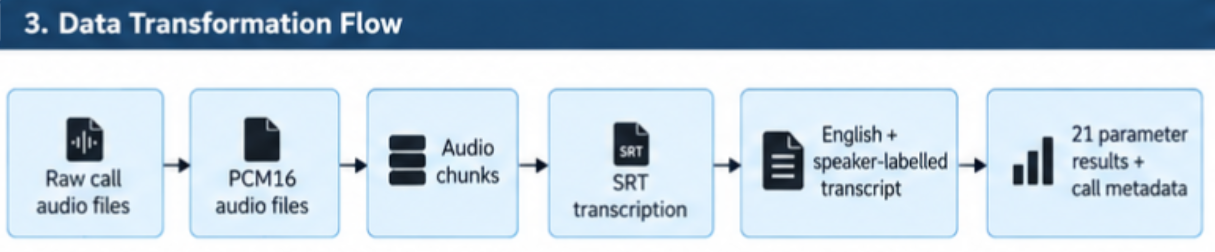 3. Data Transformation Flow
Raw call
audio files
PCM16
audio files
Audio
chunks
SRT
SRT
transcription
English +
speaker-labelled
transcript
21 parameter
results +
call metadata